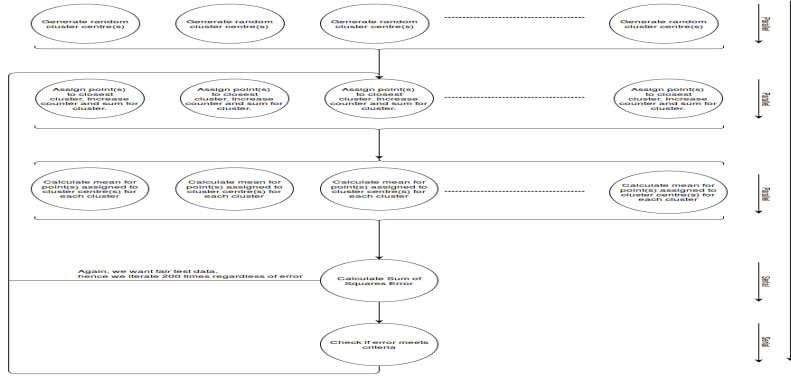 Generate random
cluster centre(s)
Generate random
cluster centre(s)
Generate random
cluster centre(s)
Generate random
cluster centre(s)
Parallel
Assign point(s)
to closest
cluster. Increase
counter and sum for
cluster.
Assign point(s)
to closest
cluster. Increase
counter and sum for
cluster.
Assign point(s)
to closest
cluster. Increase
counter and sum for
cluster.
Assign point(s)
to closest
cluster. Increase
counter and sum for
cluster.
Parallel
Calculate mean for
point(s) assigned to
cluster centre(s) for
each cluster
Calculate mean for
point(s) assigned to
cluster centre(s) for
each cluster
Calculate mean for
point(s) assigned to
cluster centre(s) for
each cluster
Calculate mean for
point(s) assigned to
cluster centre(s) for
each cluster
Parallel
Again, we want fair test data,
hence we iterate 200 times regardless of error
Calculate Sum of
Squares Error
Serial
Check if error meets
criteria
Serial